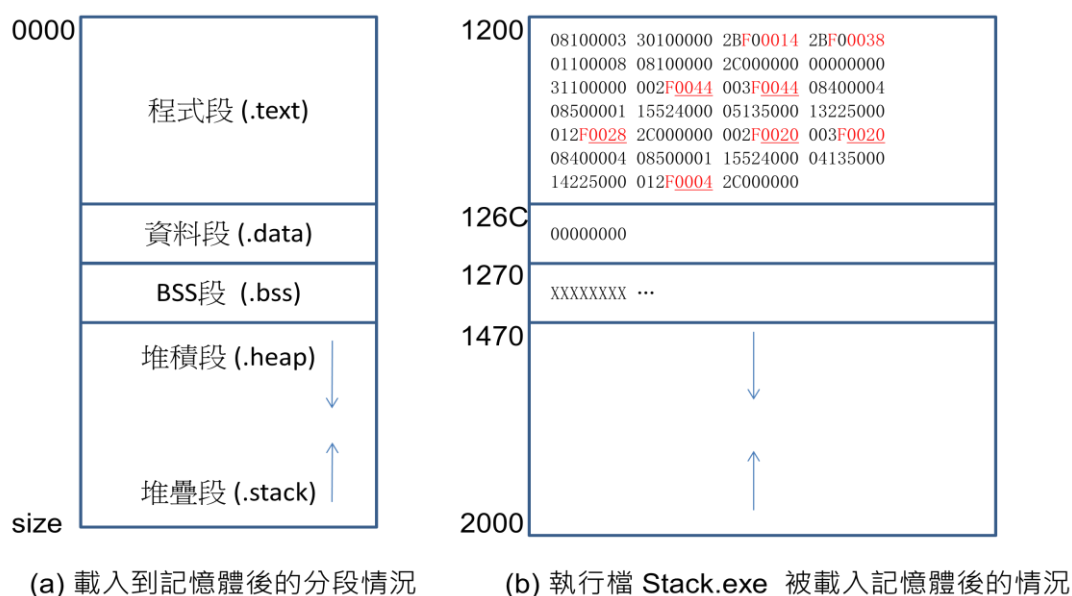 0000
程式段 (.text)
資料段 (.data)
BSS段 (.bss)
堆積段 (.heap)
堆疊段 (.stack)
size
(a) 載入到記憶體後的分段情況
1200
08100003 30100000 2BF00014 2BF00038
01100008 08100000 2C000000 00000000
31100000 002F0044 003F0044 08400004
08500001 15524000 05135000 13225000
012F0028 2C000000 002F0020 003F0020
08400004 08500001 15524000 04135000
14225000 012F0004 2C000000
126C
00000000
1270
XXXXXXXX …
1470
2000
(b) 執行檔 Stack.exe 被載入記憶體後的情況